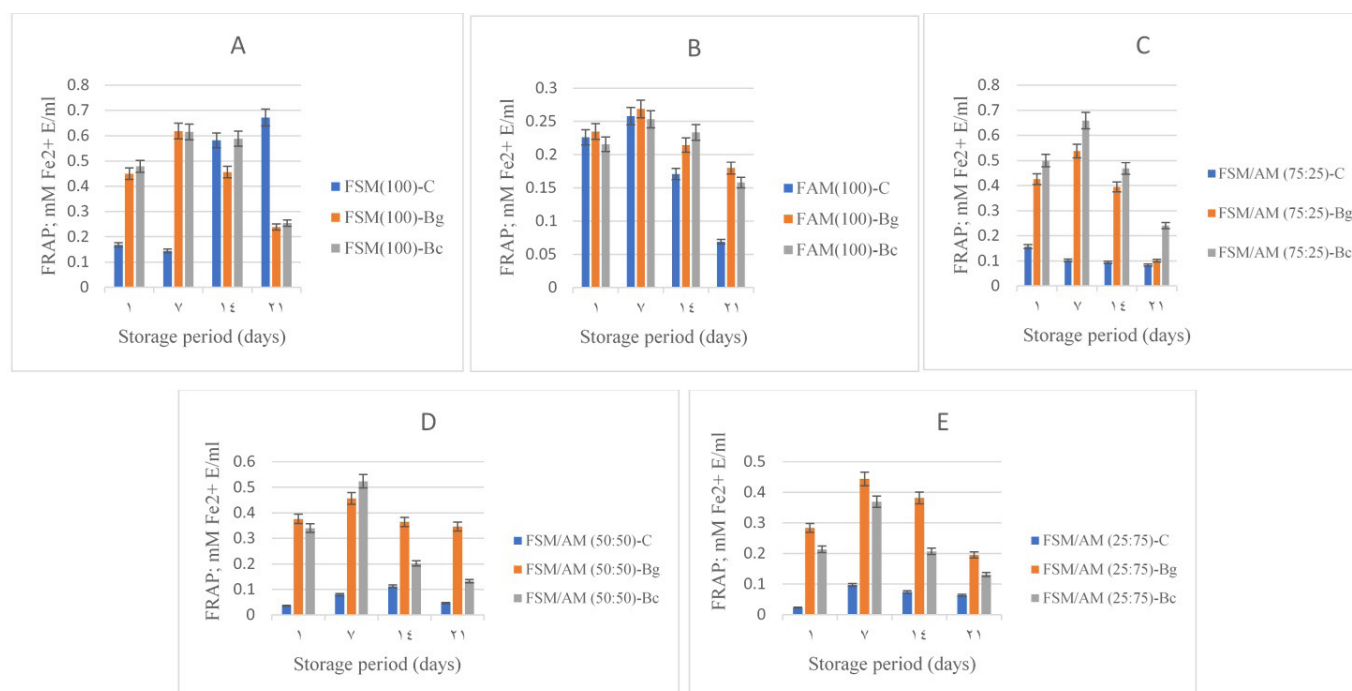 A
FRAP; mM Fe2+ E/ml
0.8
0.7
0.6
0.5
0.4
0.3
0.2
0.1
0
١ ٧ ١٤ ٢١
Storage period (days)
FSM(100)-C
FSM(100)-Bg
FSM(100)-Bc
B
FRAP; mM Fe2+ E/ml
0.3
0.25
0.2
0.15
0.1
0.05
0
١ ٧ ١٤ ٢١
Storage period (days)
FAM(100)-C
FAM(100)-Bg
FAM(100)-Bc
C
FRAP; mM Fe2+ E/ml
0.8
0.7
0.6
0.5
0.4
0.3
0.2
0.1
0
١ ٧ ١٤ ٢١
Storage period (days)
FSM/AM (75:25)-C
FSM/AM (75:25)-Bg
FSM/AM (75:25)-Bc
D
FRAP; mM Fe2+ E/ml
0.6
0.5
0.4
0.3
0.2
0.1
0
١ ٧ ١٤ ٢١
Storage period (days)
FSM/AM (50:50)-C
FSM/AM (50:50)-Bg
FSM/AM (50:50)-Bc
E
FRAP; mM Fe2+ E/ml
0.5
0.4
0.3
0.2
0.1
0
١ ٧ ١٤ ٢١
Storage period (days)
FSM/AM (25:75)-C
FSM/AM (25:75)-Bg
FSM/AM (25:75)-Bc